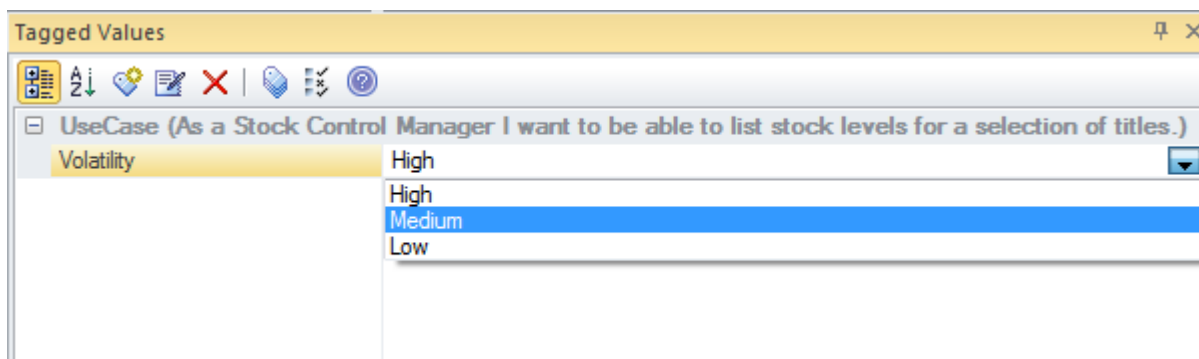 Tagged Values
UseCase (As a Stock Control Manager I want to be able to list stock levels for a selection of titles.)
Volatility High
High
Medium
Low